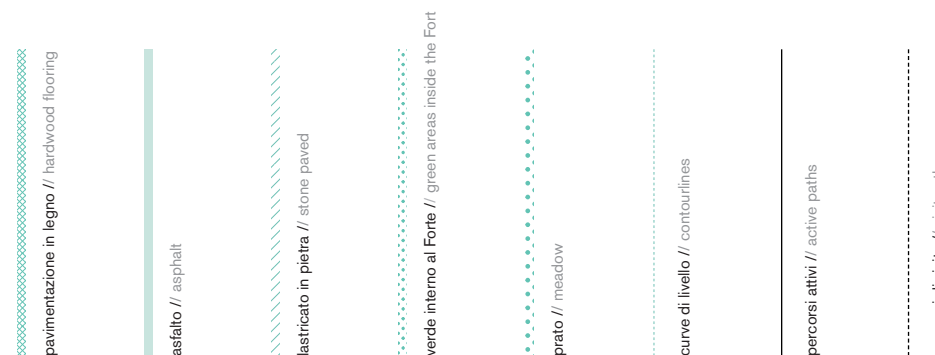 pavimentazione in legno // hardwood flooring
asfalto // asphalt
lastricato in pietra // stone paved
verde interno al Forte // green areas inside the Fort
prato // meadow
curve di livello // contourlines
percorsi attivi // active paths